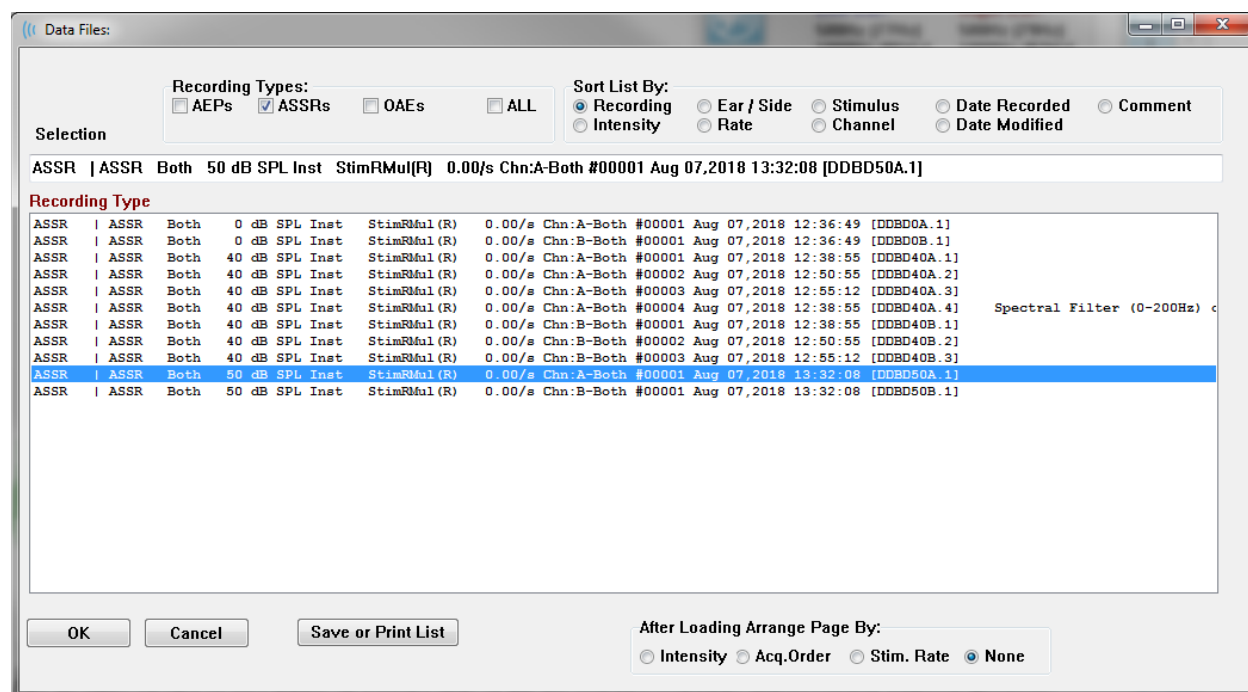 Data Files:
Recording Types:
AEPs ASSRs OAEs ALL
Sort List By:
Recording Ear / Side Stimulus Date Recorded Comment
Intensity Rate Channel Date Modified
Selection
ASSR | ASSR Both 50 dB SPL Inst StimRMul(R) 0.00/s Chn:A-Both #00001 Aug 07,2018 13:32:08 [DDBD50A.1]
Recording Type
ASSR | ASSR Both 0 dB SPL Inst StimRMul(R) 0.00/s Chn:A-Both #00001 Aug 07,2018 12:36:49 [DDBD0A.1]
ASSR | ASSR Both 0 dB SPL Inst StimRMul(R) 0.00/s Chn:B-Both #00001 Aug 07,2018 12:36:49 [DDBD0B.1]
ASSR | ASSR Both 40 dB SPL Inst StimRMul(R) 0.00/s Chn:A-Both #00001 Aug 07,2018 12:38:55 [DDBD40A.1]
ASSR | ASSR Both 40 dB SPL Inst StimRMul(R) 0.00/s Chn:A-Both #00002 Aug 07,2018 12:50:55 [DDBD40A.2]
ASSR | ASSR Both 40 dB SPL Inst StimRMul(R) 0.00/s Chn:A-Both #00003 Aug 07,2018 12:55:12 [DDBD40A.3]
ASSR | ASSR Both 40 dB SPL Inst StimRMul(R) 0.00/s Chn:A-Both #00004 Aug 07,2018 12:38:55 [DDBD40A.4] Spectral Filter (0-200Hz)
ASSR | ASSR Both 40 dB SPL Inst StimRMul(R) 0.00/s Chn:B-Both #00001 Aug 07,2018 12:38:55 [DDBD40B.1]
ASSR | ASSR Both 40 dB SPL Inst StimRMul(R) 0.00/s Chn:B-Both #00002 Aug 07,2018 12:50:55 [DDBD40B.2]
ASSR | ASSR Both 40 dB SPL Inst StimRMul(R) 0.00/s Chn:B-Both #00003 Aug 07,2018 12:55:12 [DDBD40B.3]
ASSR | ASSR Both 50 dB SPL Inst StimRMul(R) 0.00/s Chn:A-Both #00001 Aug 07,2018 13:32:08 [DDBD50A.1]
ASSR | ASSR Both 50 dB SPL Inst StimRMul(R) 0.00/s Chn:B-Both #00001 Aug 07,2018 13:32:08 [DDBD50B.1]
OK Cancel Save or Print List
After Loading Arrange Page By:
Intensity Acq.Order Stim. Rate None